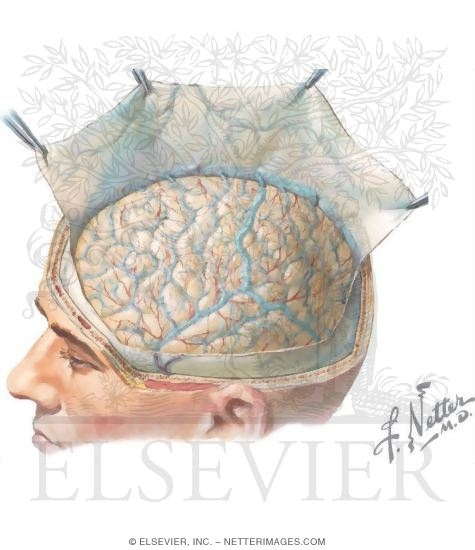 F. Netter
M.D.
ELSEVIER
© ELSEVIER, INC. – NETTERIMAGES.COM